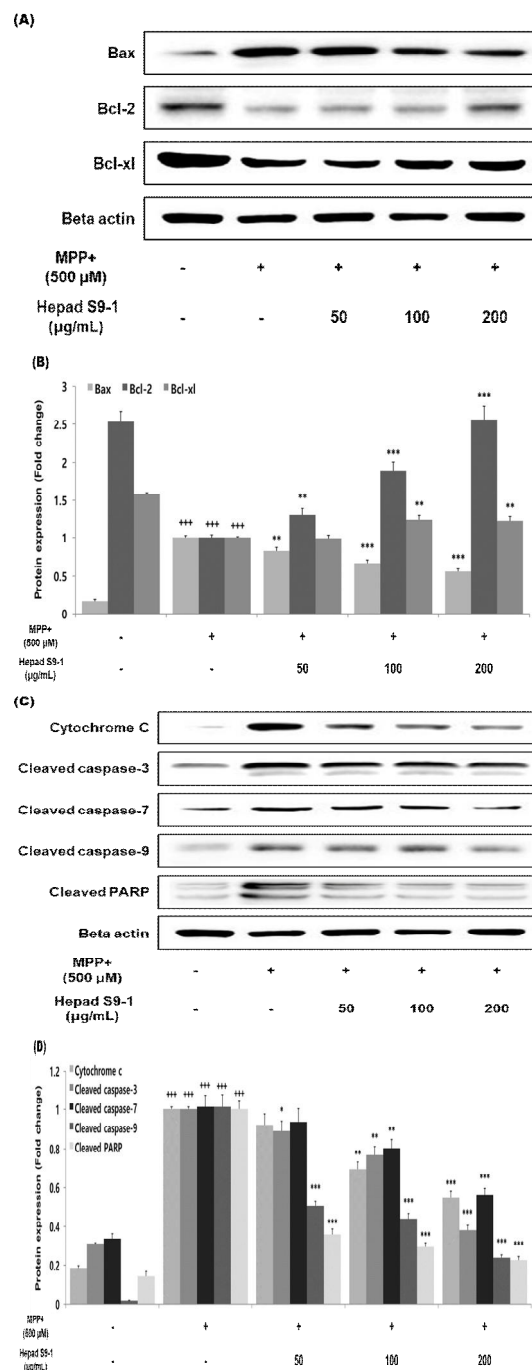 (A)
Bax
Bcl-2
Bcl-xl
Beta actin
MPP+ - + + + +
(500 µM)
Hepad S9-1 - - 50 100 200
(µg/mL)
(B)
Bax Bcl-2 Bcl-xl
Protein expression (Fold change)
3
2.5
2
1.5
1
0.5
0
+++ +++ +++ ** ** *** *** ** *** *** **
MPP+ - + + + +
(500 µM)
Hepad S9-1 - - 50 100 200
(µg/mL)
(C)
Cytochrome C
Cleaved caspase-3
Cleaved caspase-7
Cleaved caspase-9
Cleaved PARP
Beta actin
MPP+ - + + + +
(500 µM)
Hepad S9-1 - - 50 100 200
(µg/mL)
(D)
Cytochrome c
Cleaved caspase-3
Cleaved caspase-7
Cleaved caspase-9
Cleaved PARP
Protein expression (Fold change)
1.2
1
0.8
0.6
0.4
0.2
0
+++ +++ +++ +++ +++ * *** *** ** ** ** *** *** *** *** *** *** ***
MPP+ - + + + +
(500 µM)
Hepad S9-1 - - 50 100 200
(µg/mL)